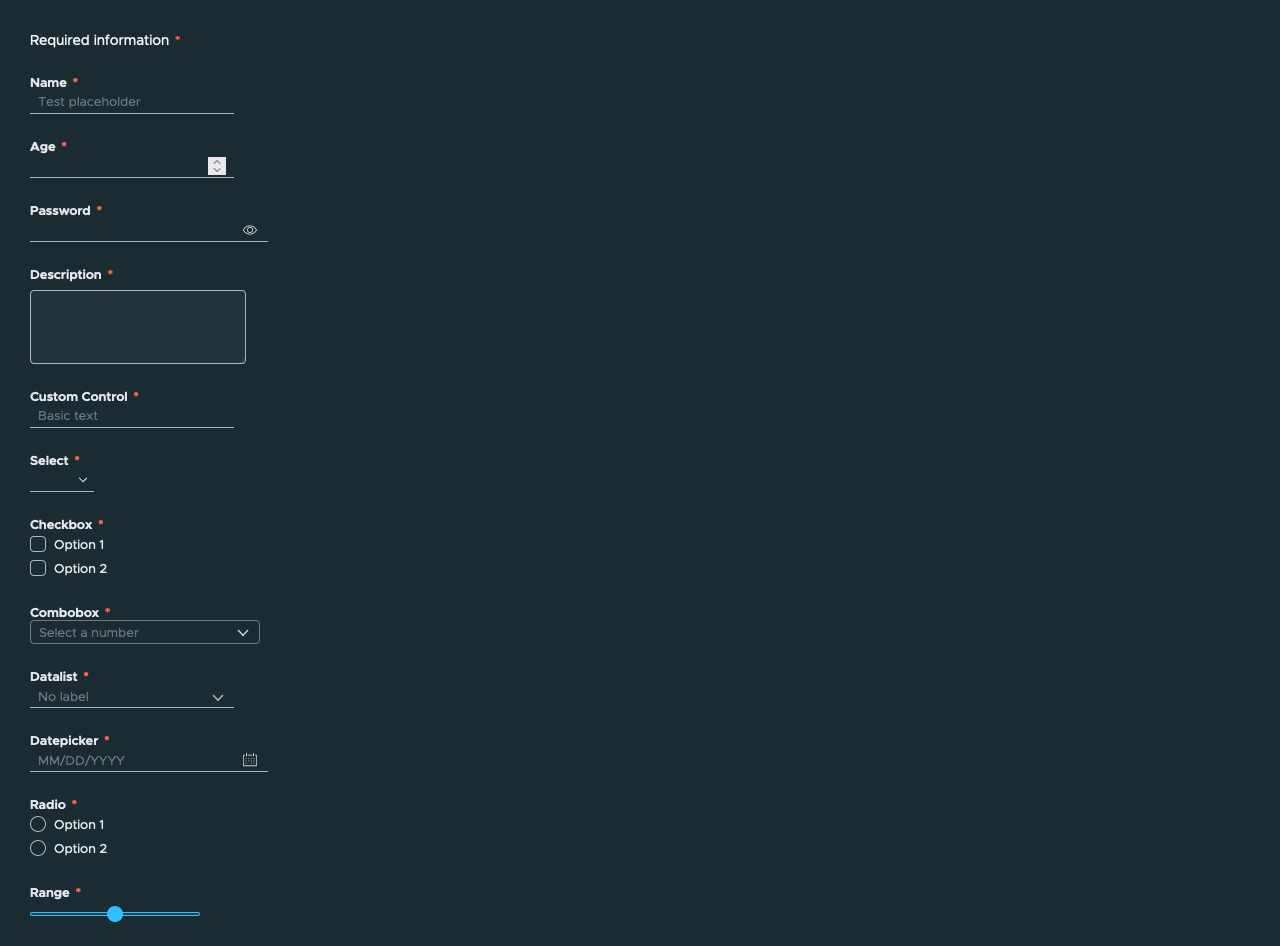 Required information *
Name *
Test placeholder
Age *
Password *
Description *
Custom Control *
Basic text
Select *
Checkbox *
Option 1
Option 2
Combobox *
Select a number
Datalist *
No label
Datepicker *
MM/DD/YYYY
Radio *
Option 1
Option 2
Range *